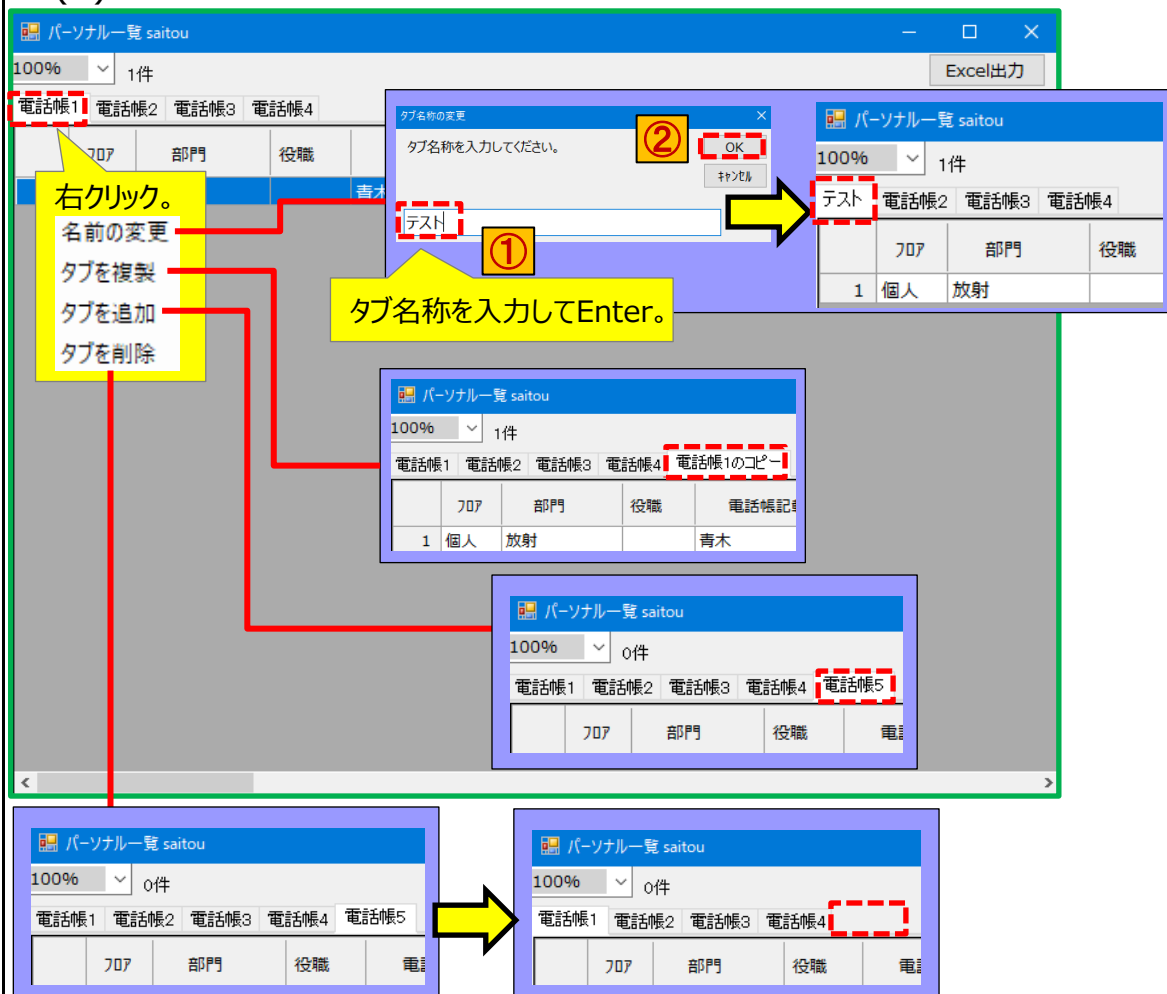 パーソナル一覧 saitou
100%
1件
Excel出力
電話帳1 電話帳2 電話帳3 電話帳4
ﾌﾛｱ 部門 役職
青木
右クリック。
名前の変更
タブを複製
タブを追加
タブを削除
タブ名称の変更
タブ名称を入力してください。
②
OK
ｷｬﾝｾﾙ
テスト
①
タブ名称を入力してEnter。
パーソナル一覧 saitou
100%
1件
テスト 電話帳2 電話帳3 電話帳4
ﾌﾛｱ 部門 役職
1 個人 放射
パーソナル一覧 saitou
100%
1件
電話帳1 電話帳2 電話帳3 電話帳4 電話帳1のコピー
ﾌﾛｱ 部門 役職 電話帳記
1 個人 放射 青木
パーソナル一覧 saitou
100%
0件
電話帳1 電話帳2 電話帳3 電話帳4 電話帳5
ﾌﾛｱ 部門 役職 電
パーソナル一覧 saitou
100%
0件
電話帳1 電話帳2 電話帳3 電話帳4 電話帳5
ﾌﾛｱ 部門 役職 電
パーソナル一覧 saitou
100%
0件
電話帳1 電話帳2 電話帳3 電話帳4
ﾌﾛｱ 部門 役職 電